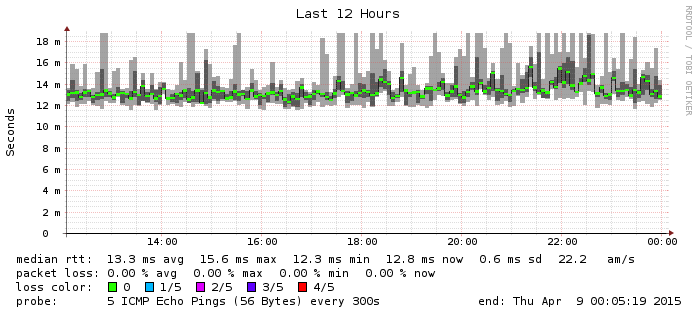 Last 12 Hours
RRDTOOL / TOBI OETIKER
Seconds
18 m
16 m
14 m
12 m
10 m
8 m
6 m
4 m
2 m
0
14:00 16:00 18:00 20:00 22:00 00:00
median rtt: 13.3 ms avg 15.6 ms max 12.3 ms min 12.8 ms now 0.6 ms sd 22.2 am/s
packet loss: 0.00 % avg 0.00 % max 0.00 % min 0.00 % now
loss color: 0 1/5 2/5 3/5 4/5
probe: 5 ICMP Echo Pings (56 Bytes) every 300s end: Thu Apr 9 00:05:19 2015